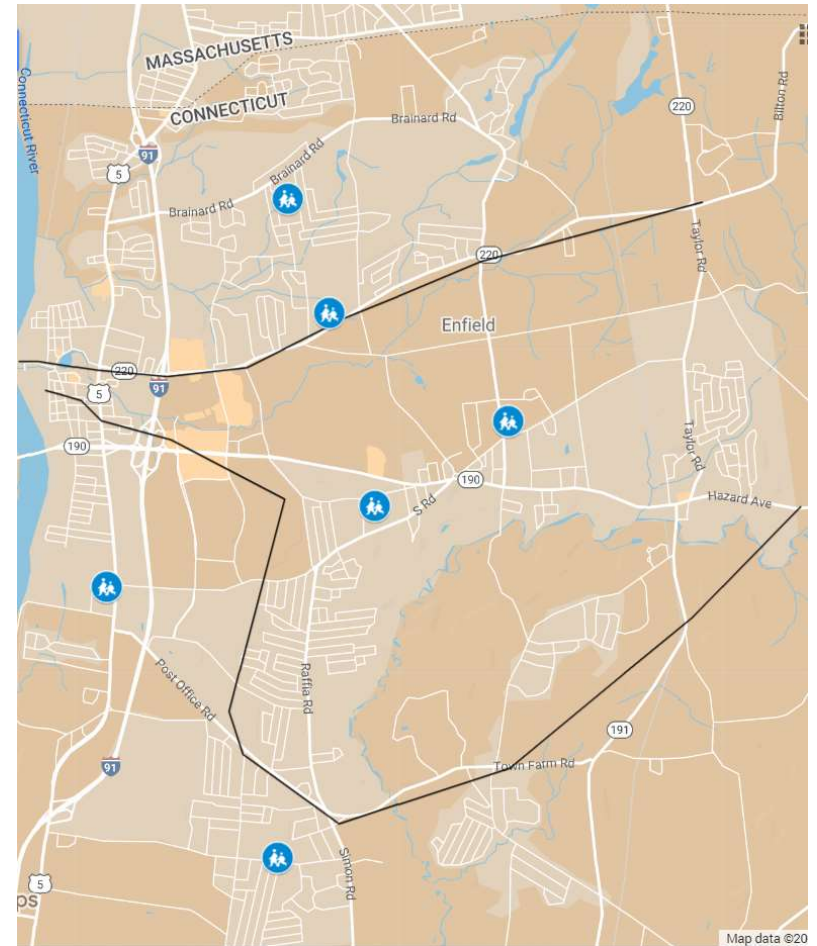 MASSACHUSETTS
CONNECTICUT
Connecticut River
91
5
220
Bilton Rd
Brainard Rd
Brainard Rd
Brainard Rd
220
Taylor Rd
Enfield
220
91
5
190
Taylor Rd
190
S Rd
Hazard Ave
Raffia Rd
Post Office Rd
191
Town Farm Rd
91
Simon Rd
5
OS
Map data ©20